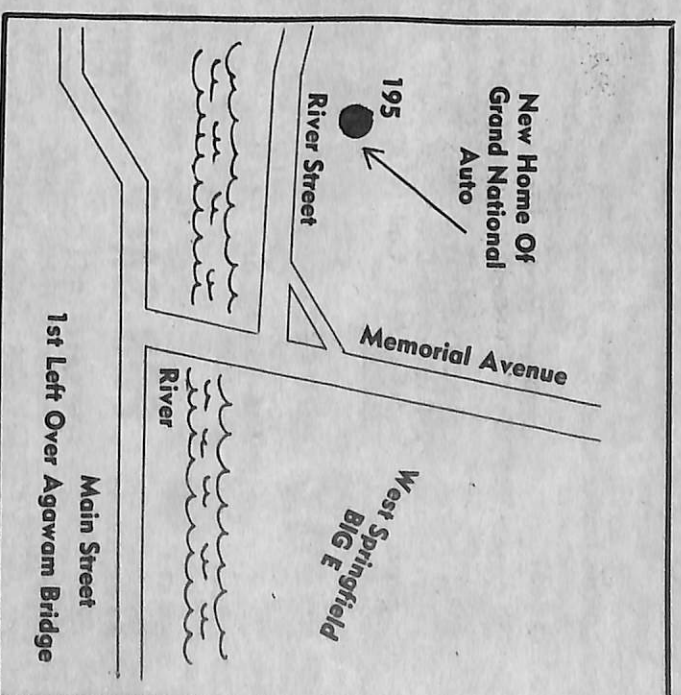 New Home Of
Grand National
Auto
195
River Street
Memorial Avenue
West Springfield
BIG E
River
Main Street
1st Left Over Agawam Bridge